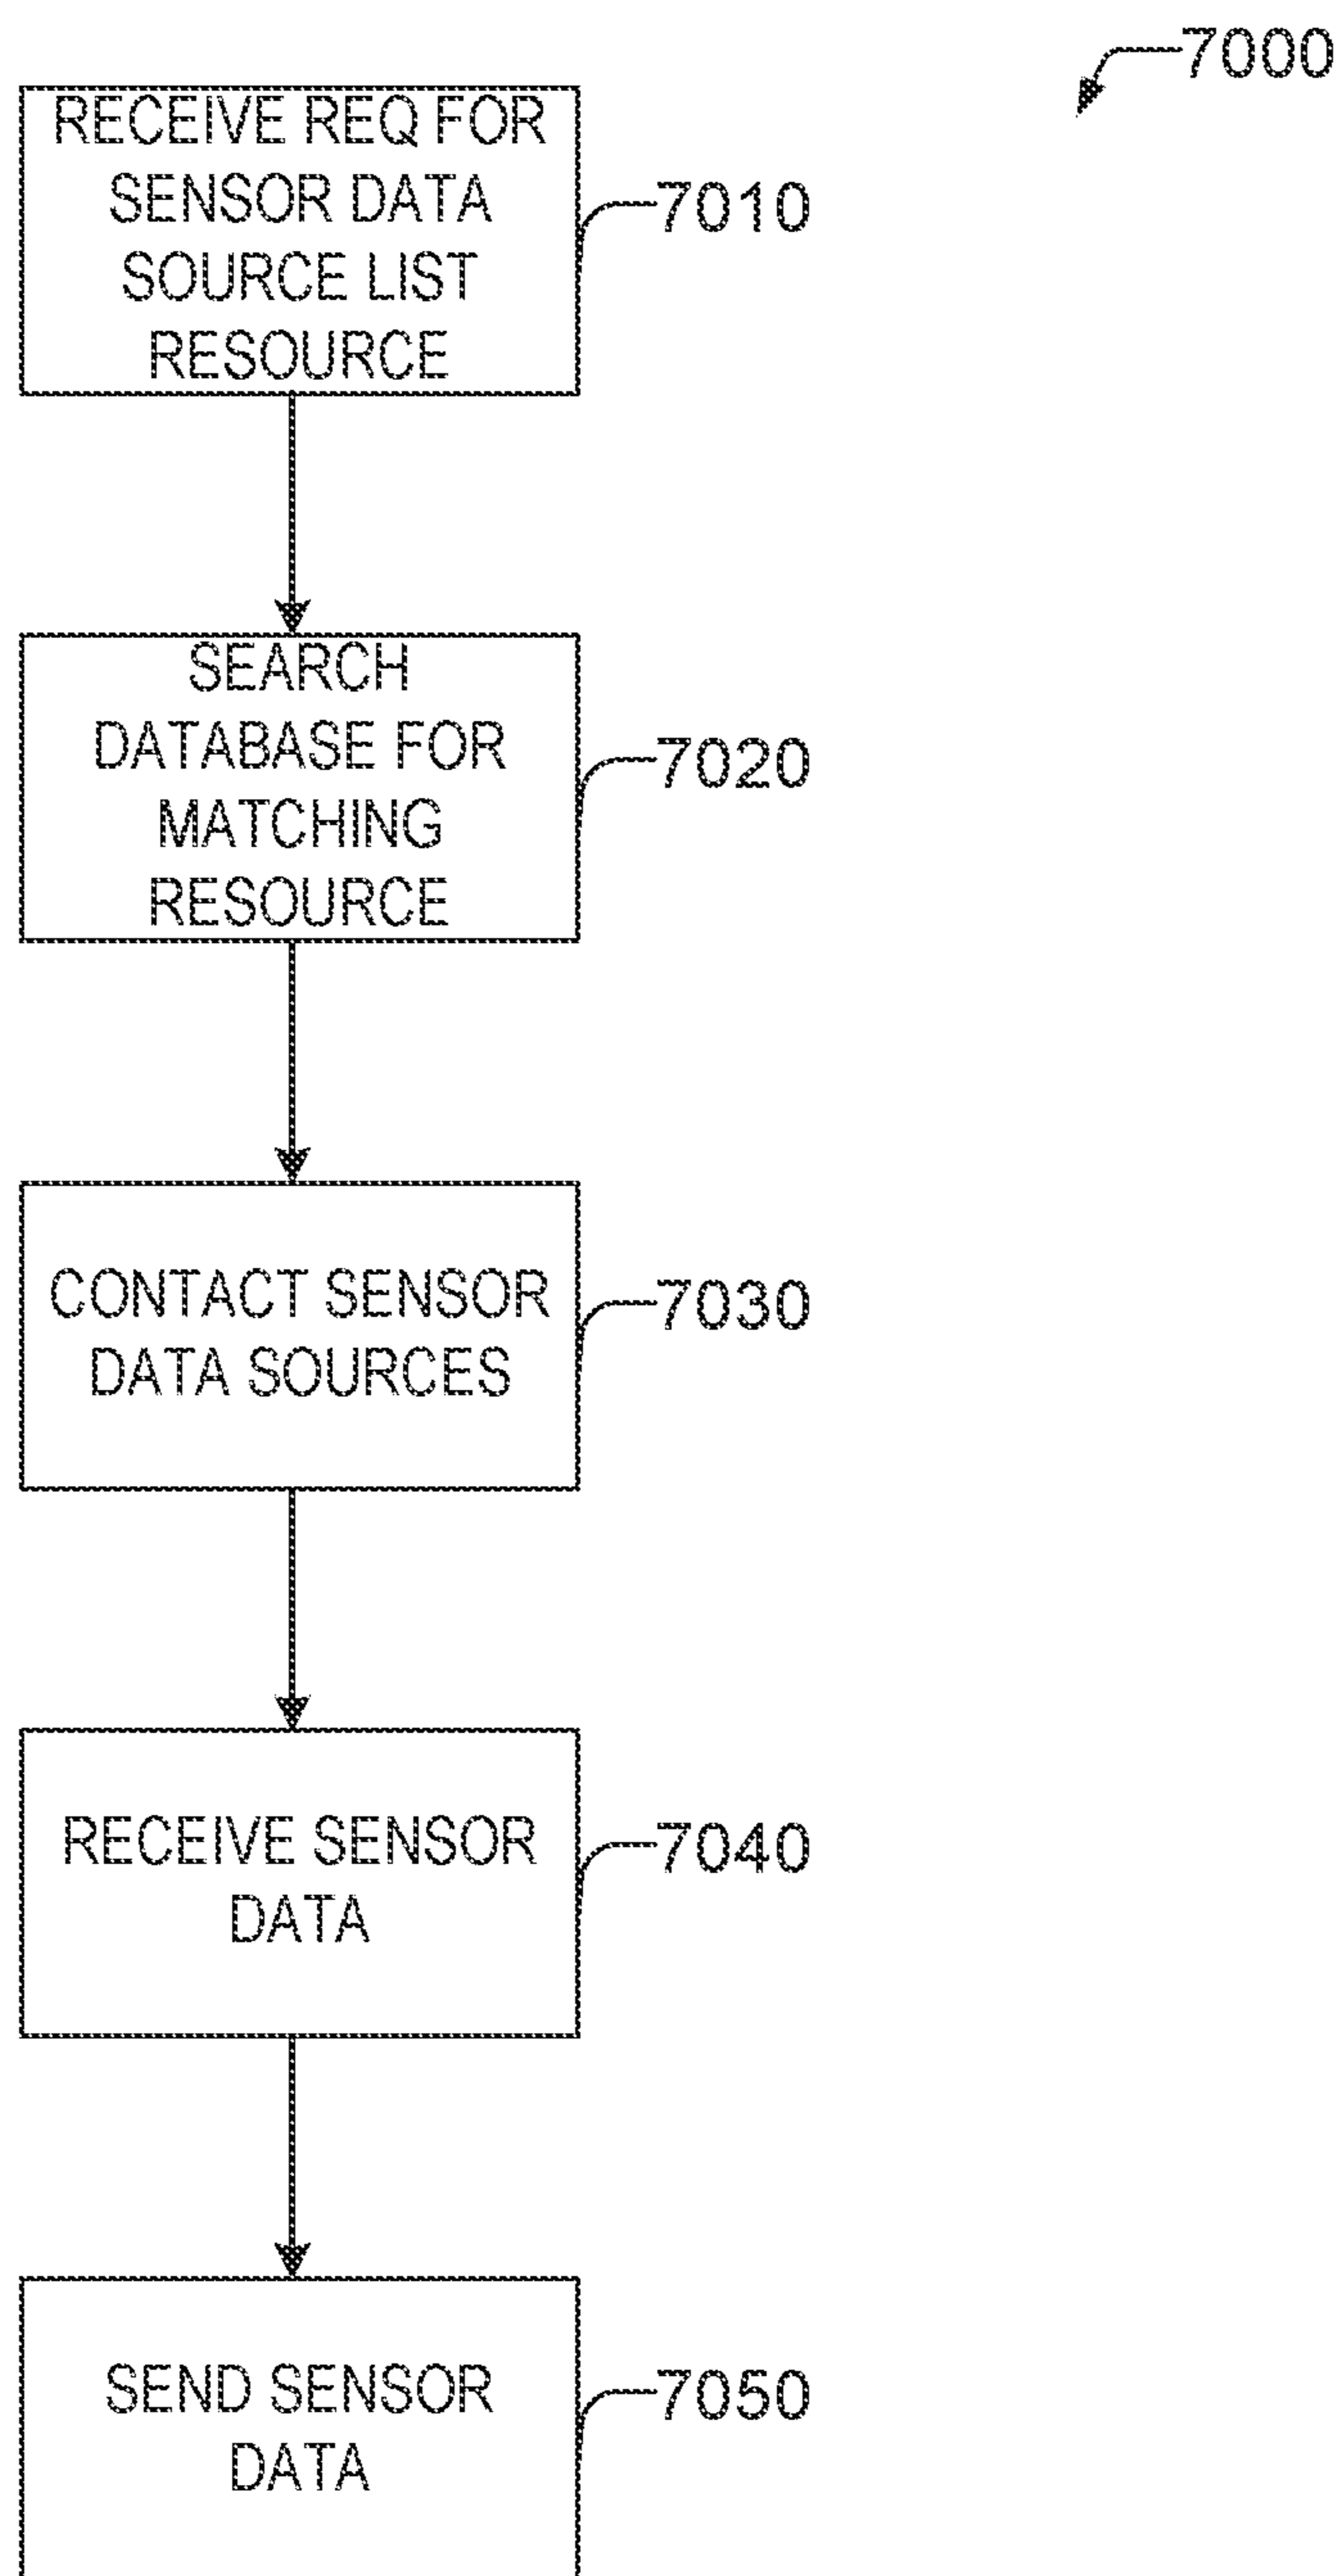 7000
RECEIVE REQ FOR
SENSOR DATA
SOURCE LIST
RESOURCE
7010
SEARCH
DATABASE FOR
MATCHING
RESOURCE
7020
CONTACT SENSOR
DATA SOURCES
7030
RECEIVE SENSOR
DATA
7040
SEND SENSOR
DATA
7050